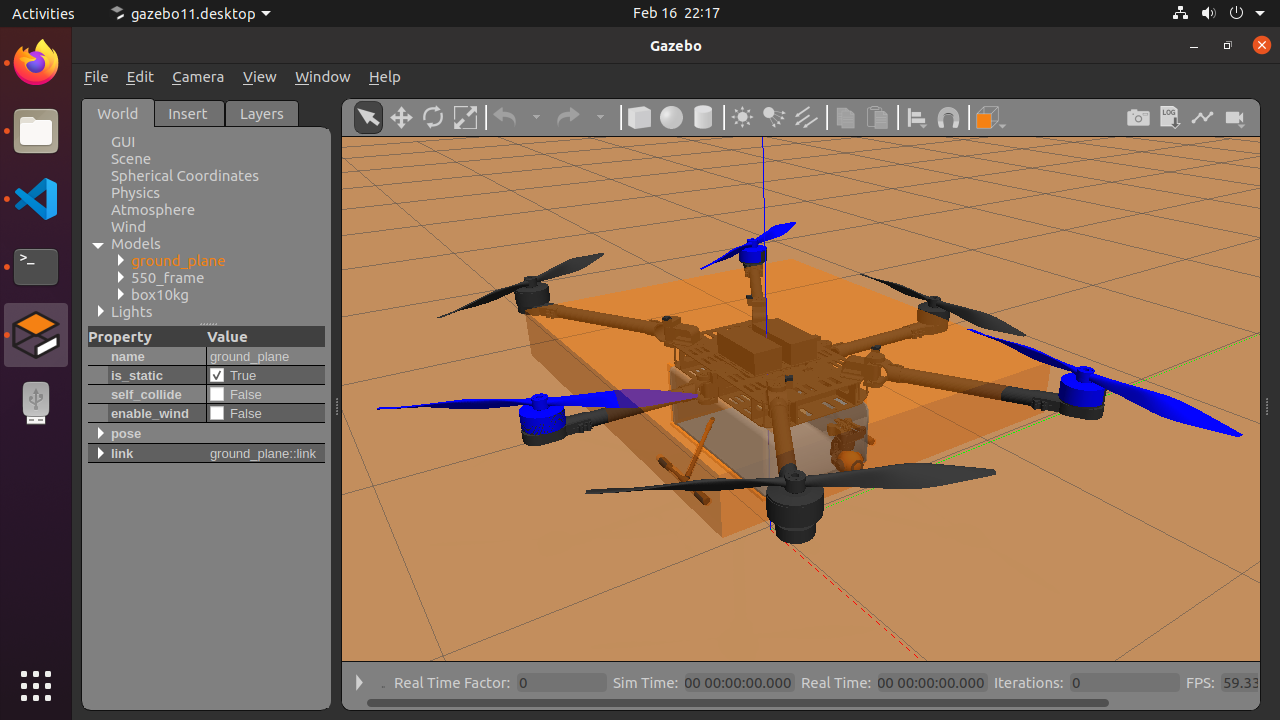 Activities gazebo11.desktop Feb 16 22:17
Gazebo
File Edit Camera View Window Help
World Insert Layers
LOG
GUI
Scene
Spherical Coordinates
Physics
Atmosphere
Wind
Models
ground_plane
550_frame
box10kg
Lights
Property Value
name ground_plane
is_static True
self_collide False
enable_wind False
pose
link ground_plane::link
>_
Real Time Factor: 0 Sim Time: 00 00:00:00.000 Real Time: 00 00:00:00.000 Iterations: 0 FPS: 59.33